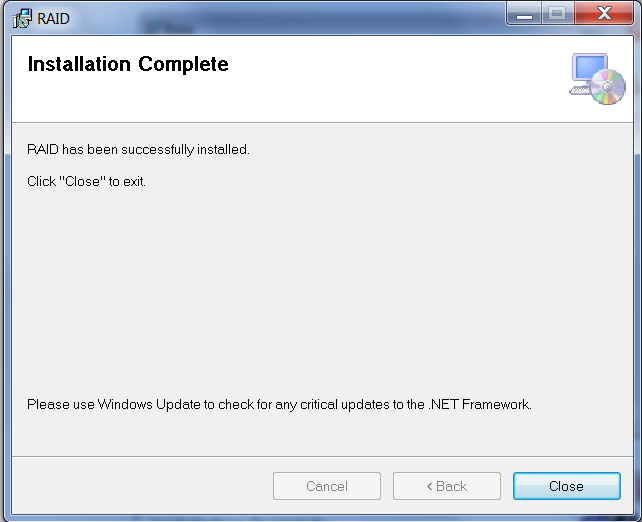 RAID
Installation Complete
RAID has been successfully installed.
Click "Close" to exit.
Please use Windows Update to check for any critical updates to the .NET Framework.
Cancel
< Back
Close